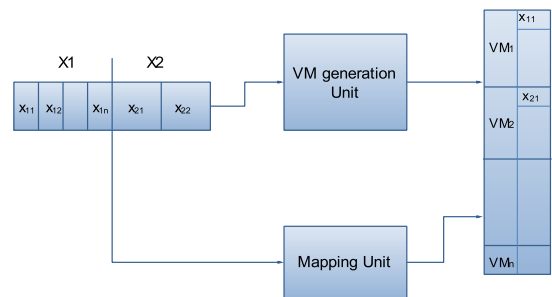 X1 X2
x₁₁ x₁₂ x₁ₙ x₂₁ x₂₂
VM generation
Unit
Mapping Unit
x₁₁
VM₁
x₂₁
VM₂
VMₙ